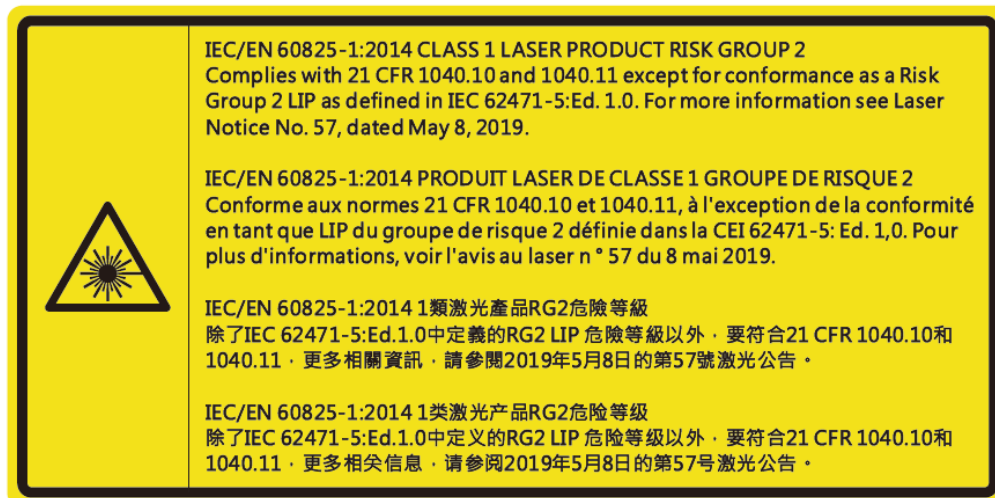 IEC/EN 60825-1:2014 CLASS 1 LASER PRODUCT RISK GROUP 2
Complies with 21 CFR 1040.10 and 1040.11 except for conformance as a Risk
Group 2 LIP as defined in IEC 62471-5:Ed. 1.0. For more information see Laser
Notice No. 57, dated May 8, 2019.
IEC/EN 60825-1:2014 PRODUIT LASER DE CLASSE 1 GROUPE DE RISQUE 2
Conforme aux normes 21 CFR 1040.10 et 1040.11, à l'exception de la conformité
en tant que LIP du groupe de risque 2 définie dans la CEI 62471-5: Ed. 1,0. Pour
plus d'informations, voir l'avis au laser n ° 57 du 8 mai 2019.
IEC/EN 60825-1:2014 1類激光產品RG2危險等級
除了IEC 62471-5:Ed.1.0中定義的RG2 LIP 危險等級以外，要符合21 CFR 1040.10和
1040.11，更多相關資訊，請參閱2019年5月8日的第57號激光公告。
IEC/EN 60825-1:2014 1类激光产品RG2危险等级
除了IEC 62471-5:Ed.1.0中定义的RG2 LIP 危险等级以外，要符合21 CFR 1040.10和
1040.11，更多相关信息，请参阅2019年5月8日的第57号激光公告。